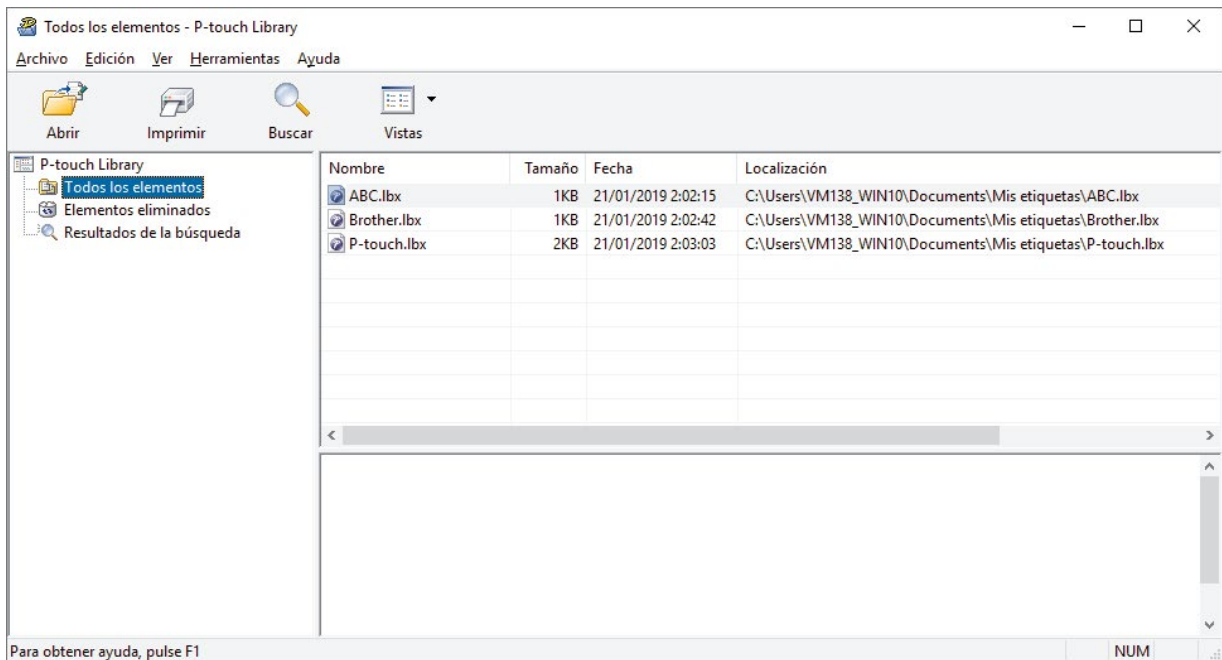 Todos los elementos - P-touch Library
Archivo Edición Ver Herramientas Ayuda
Abrir Imprimir Buscar Vistas
P-touch Library
Todos los elementos
Elementos eliminados
Resultados de la búsqueda
Nombre Tamaño Fecha Localización
ABC.lbx 1KB 21/01/2019 2:02:15 C:\Users\VM138_WIN10\Documents\Mis etiquetas\ABC.lbx
Brother.lbx 1KB 21/01/2019 2:02:42 C:\Users\VM138_WIN10\Documents\Mis etiquetas\Brother.lbx
P-touch.lbx 2KB 21/01/2019 2:03:03 C:\Users\VM138_WIN10\Documents\Mis etiquetas\P-touch.lbx
Para obtener ayuda, pulse F1 NUM